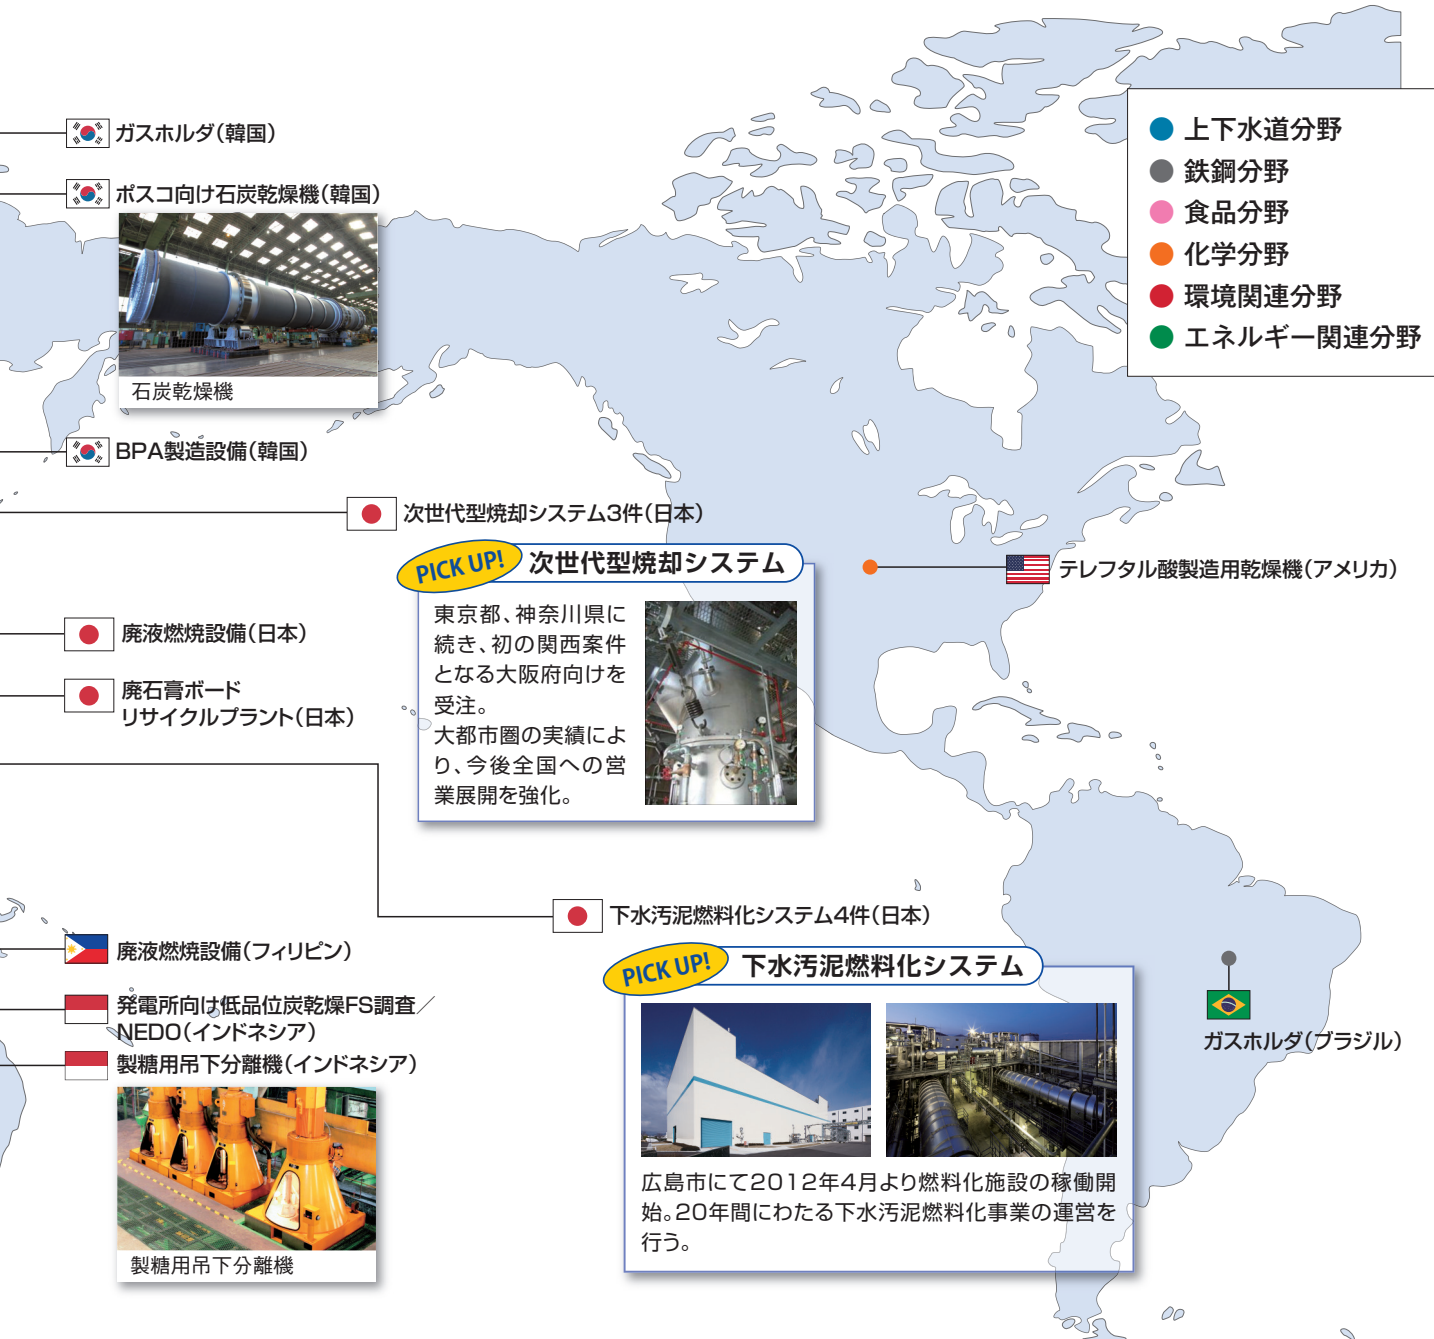 ガスホルダ(韓国)
ポスコ向け石炭乾燥機(韓国)
石炭乾燥機
BPA製造設備(韓国)
次世代型焼却システム3件(日本)
PICK UP! 次世代型焼却システム
東京都、神奈川県に
続き、初の関西案件
となる大阪府向けを
受注。
大都市圏の実績によ
り、今後全国への営
業展開を強化。
上下水道分野
鉄鋼分野
食品分野
化学分野
環境関連分野
エネルギー関連分野
テレフタル酸製造用乾燥機(アメリカ)
廃液燃焼設備(日本)
廃石膏ボード
リサイクルプラント(日本)
下水汚泥燃料化システム4件(日本)
PICK UP! 下水汚泥燃料化システム
広島市にて2012年4月より燃料化施設の稼働開
始。20年間にわたる下水汚泥燃料化事業の運営を
行う。
廃液燃焼設備(フィリピン)
発電所向け低品位炭乾燥FS調査/
NEDO(インドネシア)
製糖用吊下分離機(インドネシア)
製糖用吊下分離機
ガスホルダ(ブラジル)